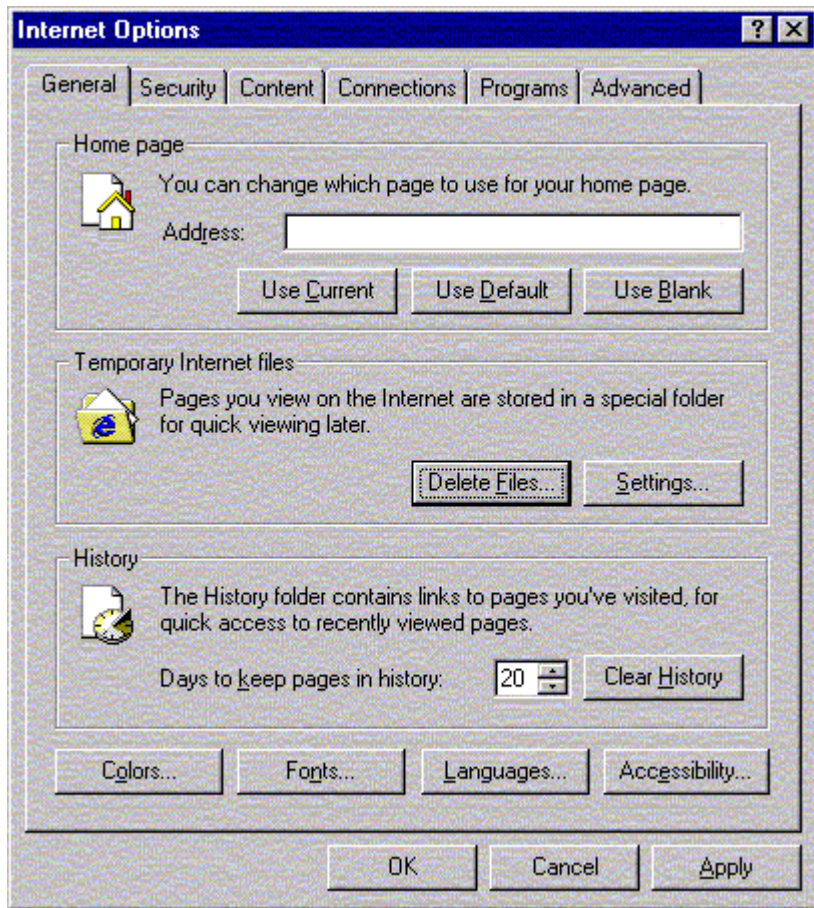 Internet Options
General Security Content Connections Programs Advanced
Home page
You can change which page to use for your home page.
Address:
Use Current Use Default Use Blank
Temporary Internet files
Pages you view on the Internet are stored in a special folder
for quick viewing later.
Delete Files... Settings...
History
The History folder contains links to pages you've visited, for
quick access to recently viewed pages.
Days to keep pages in history: 20 Clear History
Colors... Fonts... Languages... Accessibility...
OK Cancel Apply